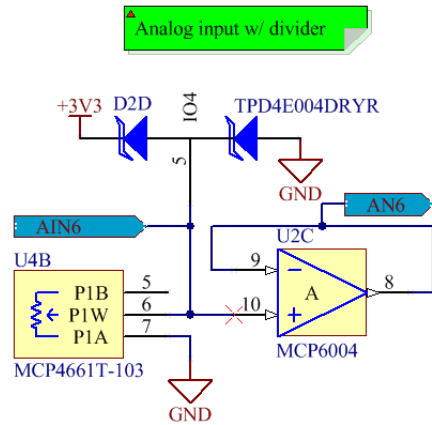 Analog input w/ divider
+3V3
D2D
IO4
TPD4E004DRYR
5
GND
AIN6
AN6
U4B
U2C
P1B 5
P1W 6
P1A 7
9
10
A
8
MCP4661T-103
MCP6004
GND